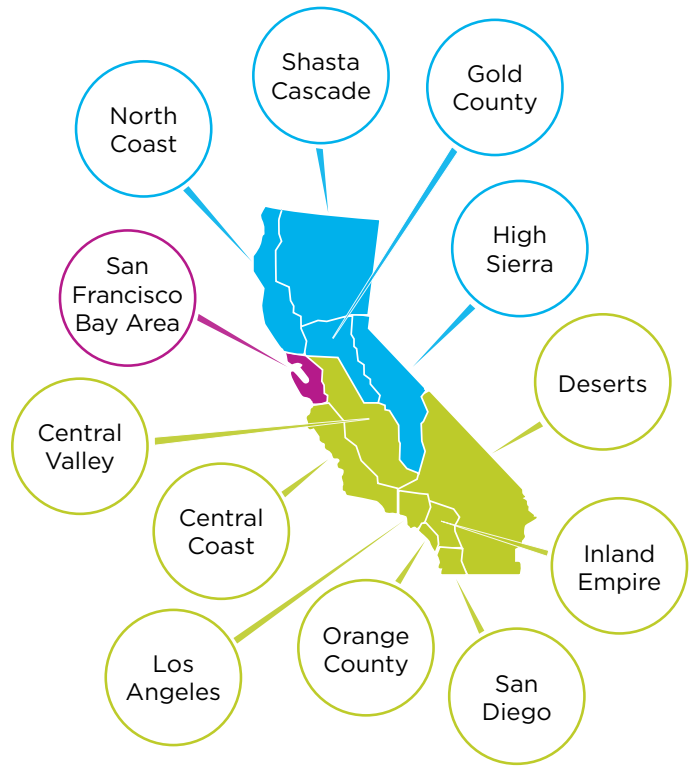 Shasta
Cascade
Gold
County
North
Coast
High
Sierra
San
Francisco
Bay Area
Deserts
Central
Valley
Central
Coast
Inland
Empire
Orange
County
Los
Angeles
San
Diego